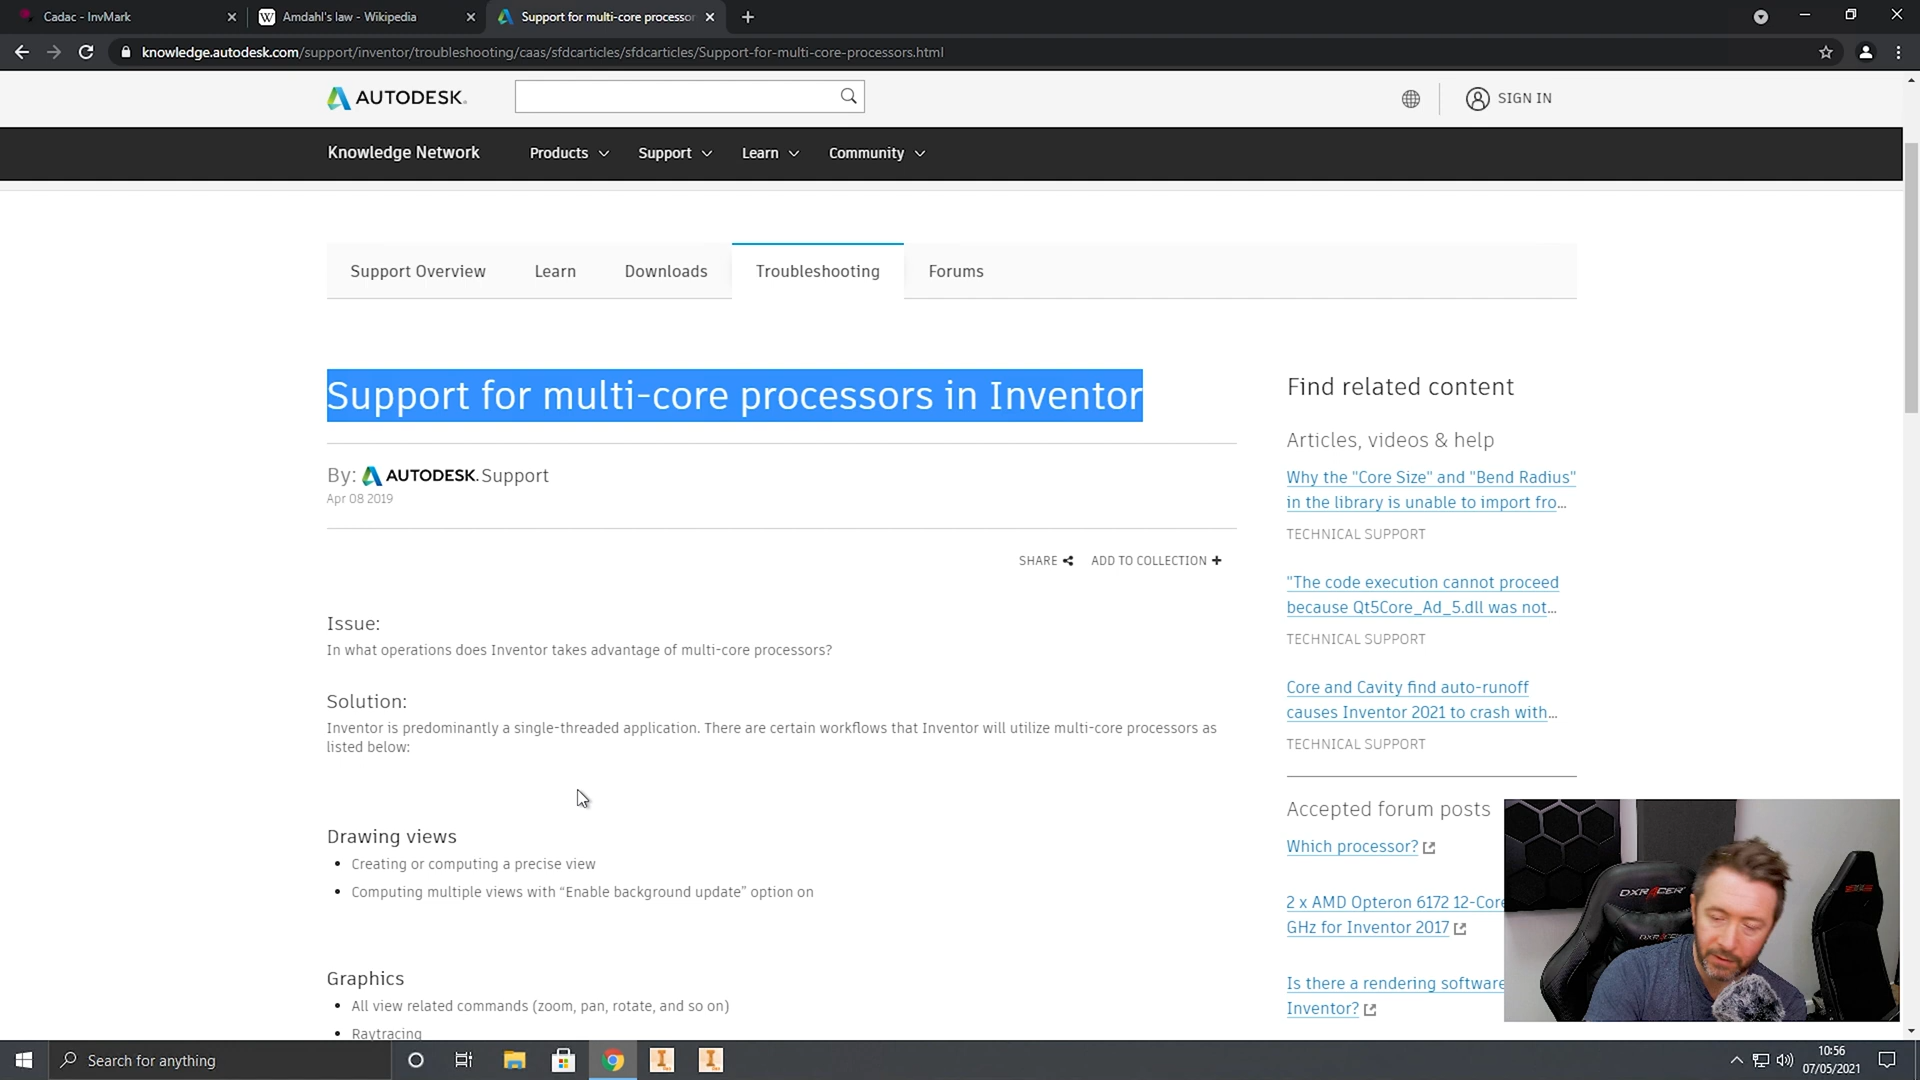 Cadac - InvMark
Amdahl's law - Wikipedia
Support for multi-core processor
knowledge.autodesk.com/support/inventor/troubleshooting/caas/sfdcarticles/sfdcarticles/Support-for-multi-core-processors.html
AUTODESK.
SIGN IN
Knowledge Network
Products
Support
Learn
Community
Support Overview
Learn
Downloads
Troubleshooting
Forums
Support for multi-core processors in Inventor
By: AUTODESK. Support
Apr 08 2019
SHARE
ADD TO COLLECTION +
Issue:
In what operations does Inventor takes advantage of multi-core processors?
Solution:
Inventor is predominantly a single-threaded application. There are certain workflows that Inventor will utilize multi-core processors as
listed below:
Drawing views
• Creating or computing a precise view
• Computing multiple views with “Enable background update” option on
Graphics
• All view related commands (zoom, pan, rotate, and so on)
• Raytracing
Find related content
Articles, videos & help
Why the "Core Size" and "Bend Radius"
in the library is unable to import fro...
TECHNICAL SUPPORT
"The code execution cannot proceed
because Qt5Core_Ad_5.dll was not...
TECHNICAL SUPPORT
Core and Cavity find auto-runoff
causes Inventor 2021 to crash with...
TECHNICAL SUPPORT
Accepted forum posts
Which processor?
2 x AMD Opteron 6172 12-Core
GHz for Inventor 2017
Is there a rendering software
Inventor?
DXRACER
Search for anything
10:56
07/05/2021